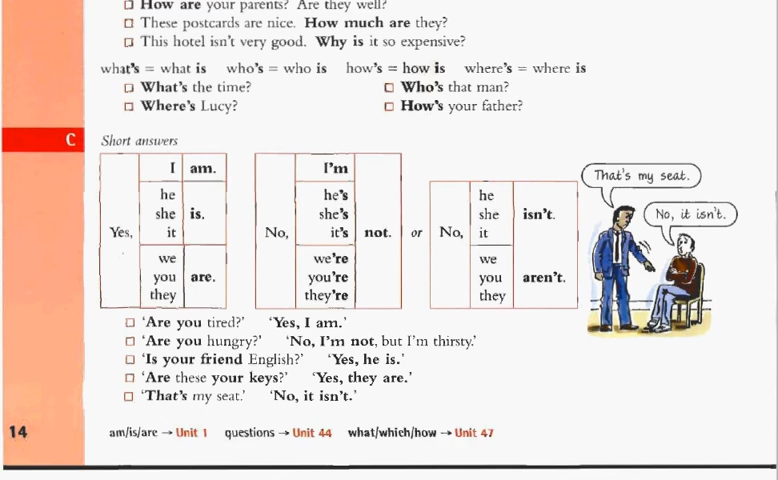 How are your parents? Are they well?
These postcards are nice. How much are they?
This hotel isn't very good. Why is it so expensive?
what's = what is who's = who is how's = how is where's = where is
What's the time? Who's that man?
Where's Lucy? How's your father?
C Short answers
I am. I'm
he he's he
she is. she's she isn't.
it it's it
Yes, No, not. or No,
we we're we
you are. you're you aren't.
they they're they
That's my seat.
No, it isn't.
'Are you tired?' 'Yes, I am.'
'Are you hungry?' 'No, I'm not, but I'm thirsty.'
'Is your friend English?' 'Yes, he is.'
'Are these your keys?' 'Yes, they are.'
'That's my seat.' 'No, it isn't.'
14 am/is/are → Unit 1 questions → Unit 44 what/which/how → Unit 47